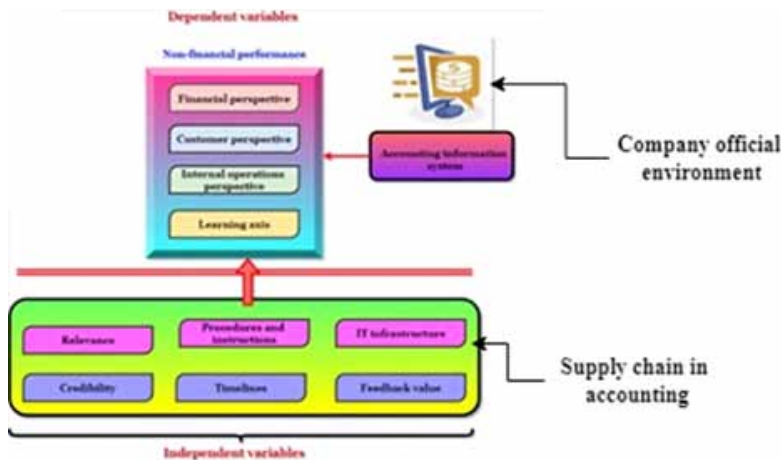 Dependent variables
Non-financial performance
Financial perspective
Customer perspective
Internal operations
perspective
Learning axis
Accounting information
system
Company official
environment
Relevance
Procedures and
instructions
IT infrastructure
Credibility
Timelines
Feedback value
Supply chain in
accounting
Independent variables